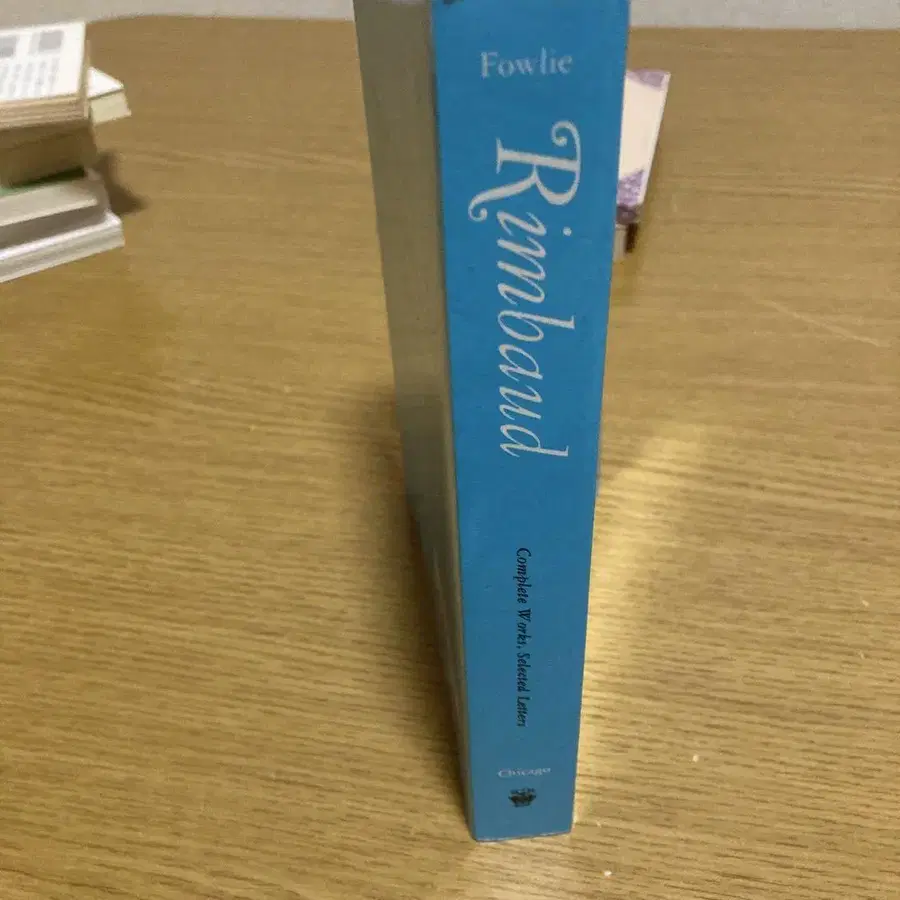 Fowlie
Rimbaud
Complete Works, Selected Letters
Chicago